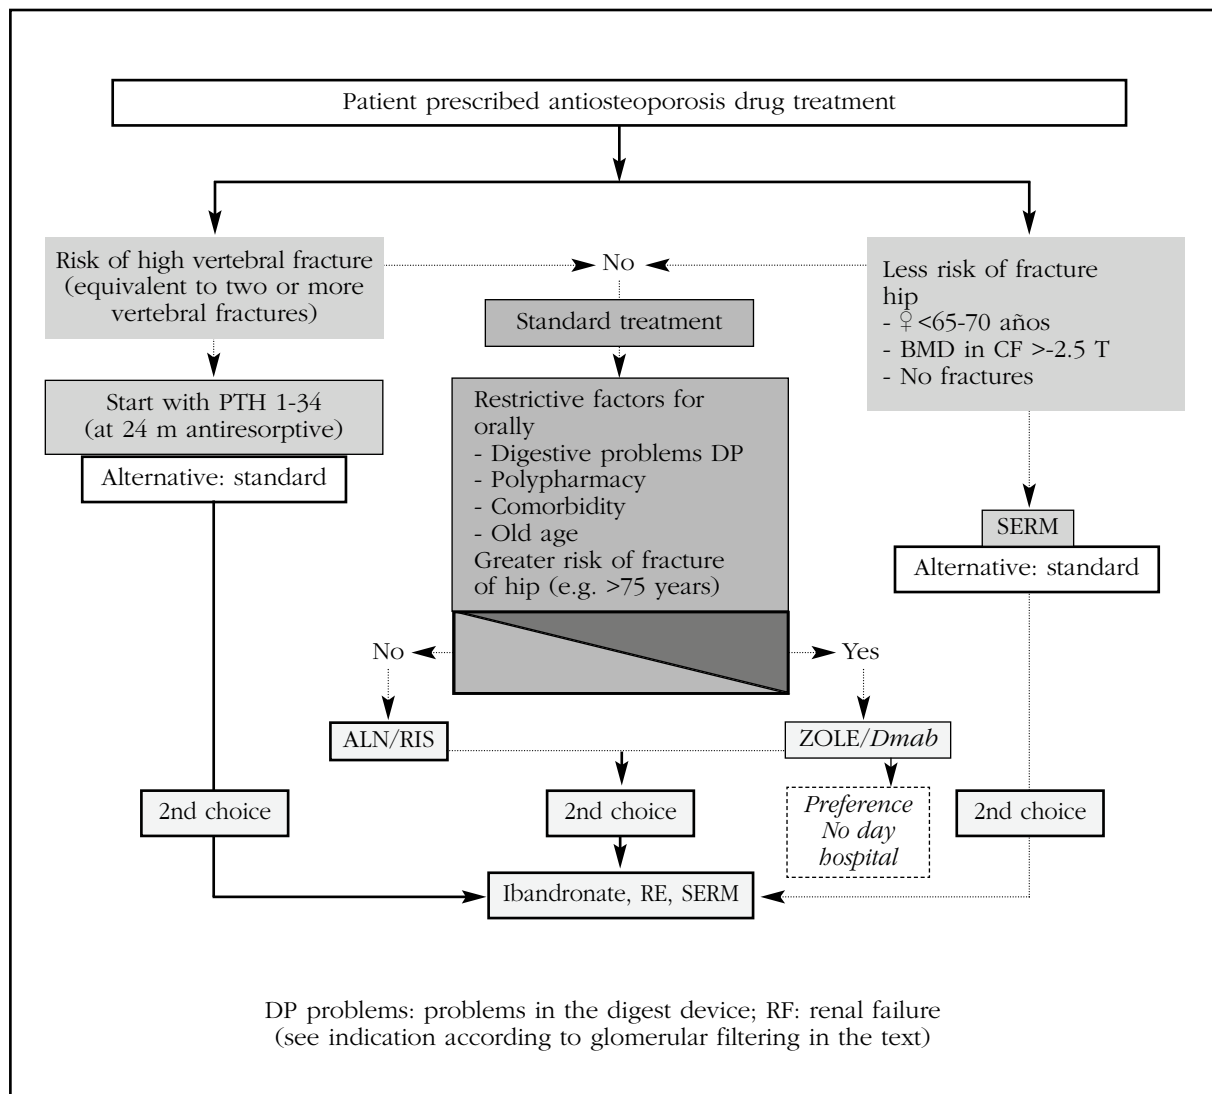 Patient prescribed antiosteoporosis drug treatment
Risk of high vertebral fracture
(equivalent to two or more
vertebral fractures)
No
Less risk of fracture
hip
- ♀ <65-70 años
- BMD in CF >-2.5 T
- No fractures
Standard treatment
Start with PTH 1-34
(at 24 m antiresorptive)
Alternative: standard
Restrictive factors for
orally
- Digestive problems DP
- Polypharmacy
- Comorbidity
- Old age
Greater risk of fracture
of hip (e.g. >75 years)
SERM
Alternative: standard
No
Yes
ALN/RIS
ZOLE/Dmab
2nd choice
2nd choice
Preference
No day
hospital
2nd choice
Ibandronate, RE, SERM
DP problems: problems in the digest device; RF: renal failure
(see indication according to glomerular filtering in the text)